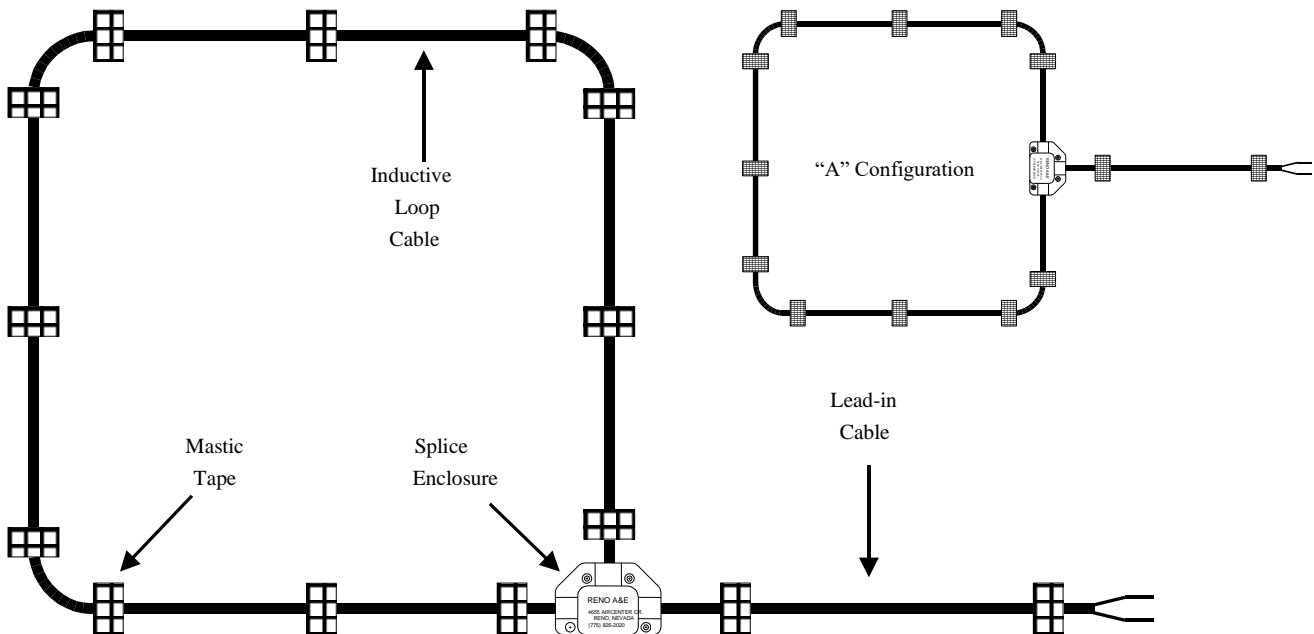 Inductive
Loop
Cable
“A” Configuration
Mastic
Tape
Splice
Enclosure
Lead-in
Cable
RENO A&E
4655 AIRCENTER CR.
RENO, NEVADA
(775) 826-2020
RENO A&E